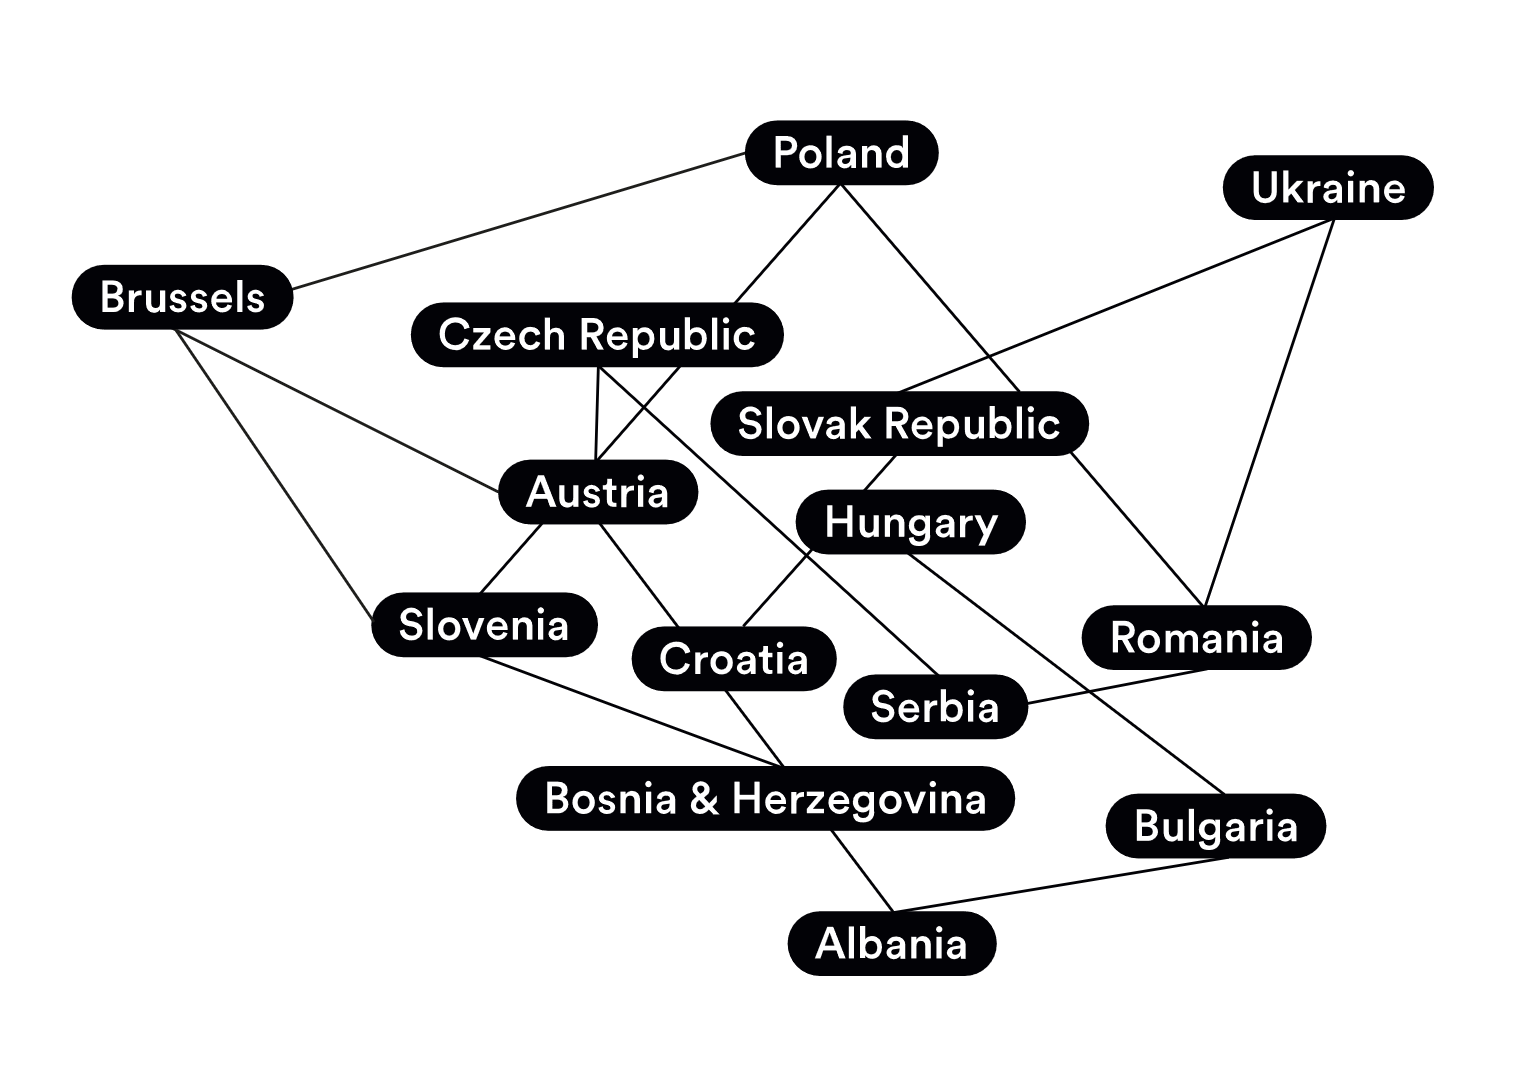 Poland
Ukraine
Brussels
Czech Republic
Slovak Republic
Austria
Hungary
Slovenia
Croatia
Romania
Serbia
Bosnia & Herzegovina
Bulgaria
Albania